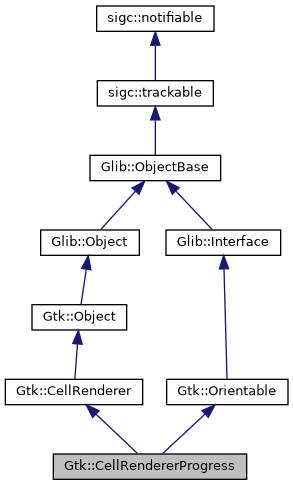 sigc::notifiable
sigc::trackable
Glib::ObjectBase
Glib::Object
Glib::Interface
Gtk::Object
Gtk::CellRenderer
Gtk::Orientable
Gtk::CellRendererProgress